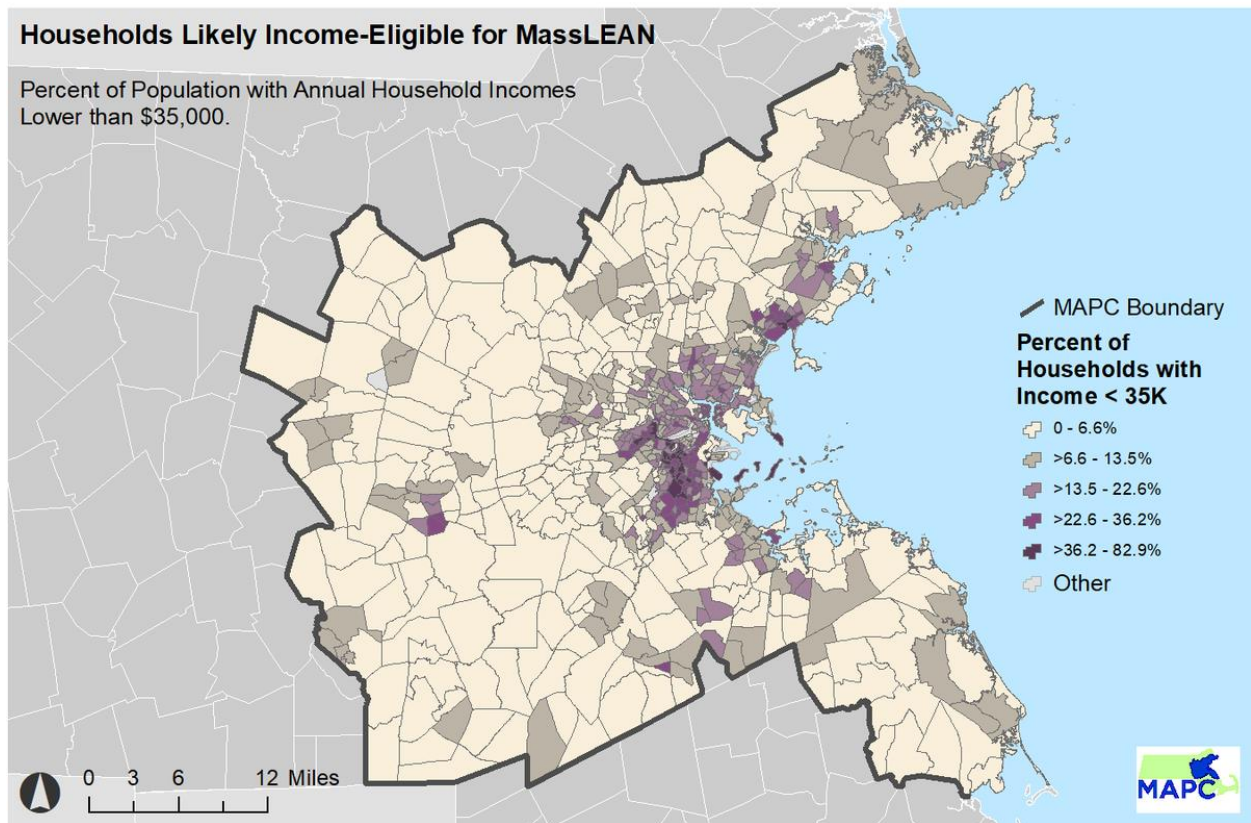 Households Likely Income-Eligible for MassLEAN
Percent of Population with Annual Household Incomes
Lower than $35,000.
MAPC Boundary
Percent of
Households with
Income < 35K
0 - 6.6%
>6.6 - 13.5%
>13.5 - 22.6%
>22.6 - 36.2%
>36.2 - 82.9%
Other
0 3 6 12 Miles
MAPC